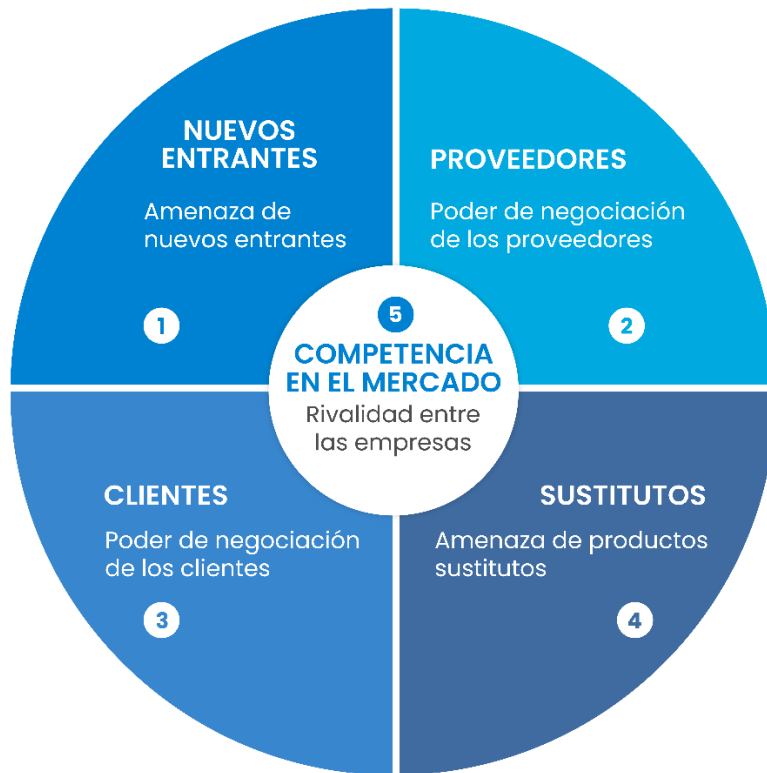 NUEVOS
ENTRANTES
Amenaza de
nuevos entrantes
1
PROVEEDORES
Poder de negociación
de los proveedores
2
5
COMPETENCIA
EN EL MERCADO
Rivalidad entre
las empresas
CLIENTES
Poder de negociación
de los clientes
3
SUSTITUTOS
Amenaza de productos
sustitutos
4